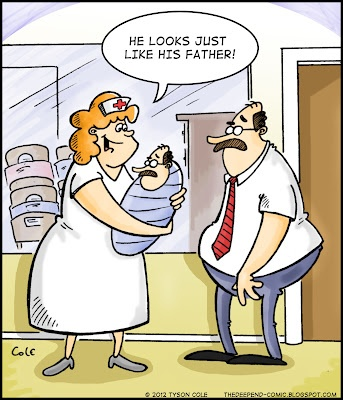 HE LOOKS JUST
LIKE HIS FATHER!
Cole
© 2012 TYSON COLE THEDEEPEND-COMIC.BLOGSPOT.COM